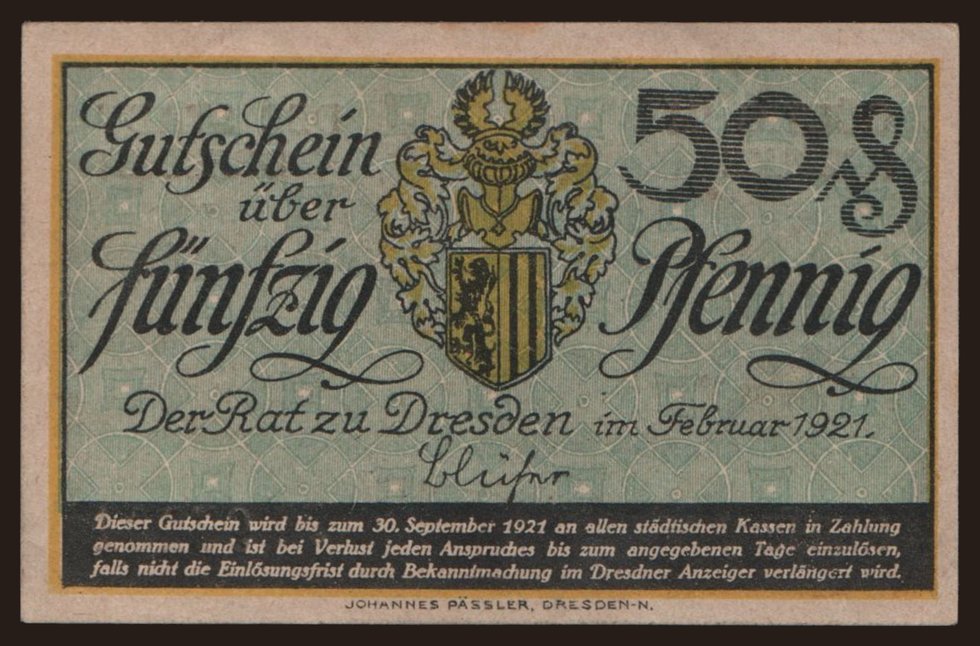 Gutschein
über
fünfzig
50 ₰
Pfennig
Der Rat zu Dresden im Februar 1921.
Blüher
Dieser Gutschein wird bis zum 30. September 1921 an allen städtischen Kassen in Zahlung
genommen und ist bei Verlust jeden Anspruches bis zum angegebenen Tage einzulösen,
falls nicht die Einlösungsfrist durch Bekanntmachung im Dresdner Anzeiger verlängert wird.
JOHANNES PÄSSLER, DRESDEN-N.